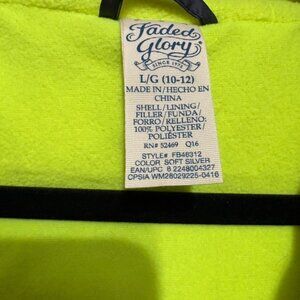 Faded
Glory
SINCE 1972
L/G (10-12)
MADE IN/HECHO EN
CHINA
SHELL/LINING/
FILLER/FUNDA/
FORRO/RELLENO:
100% POLYESTER/
POLIÉSTER
RN# 52469 Q16
STYLE# FB46312
COLOR SOFT SILVER
EAN/UPC 6 2248004327
CPSIA WM28029225-0416